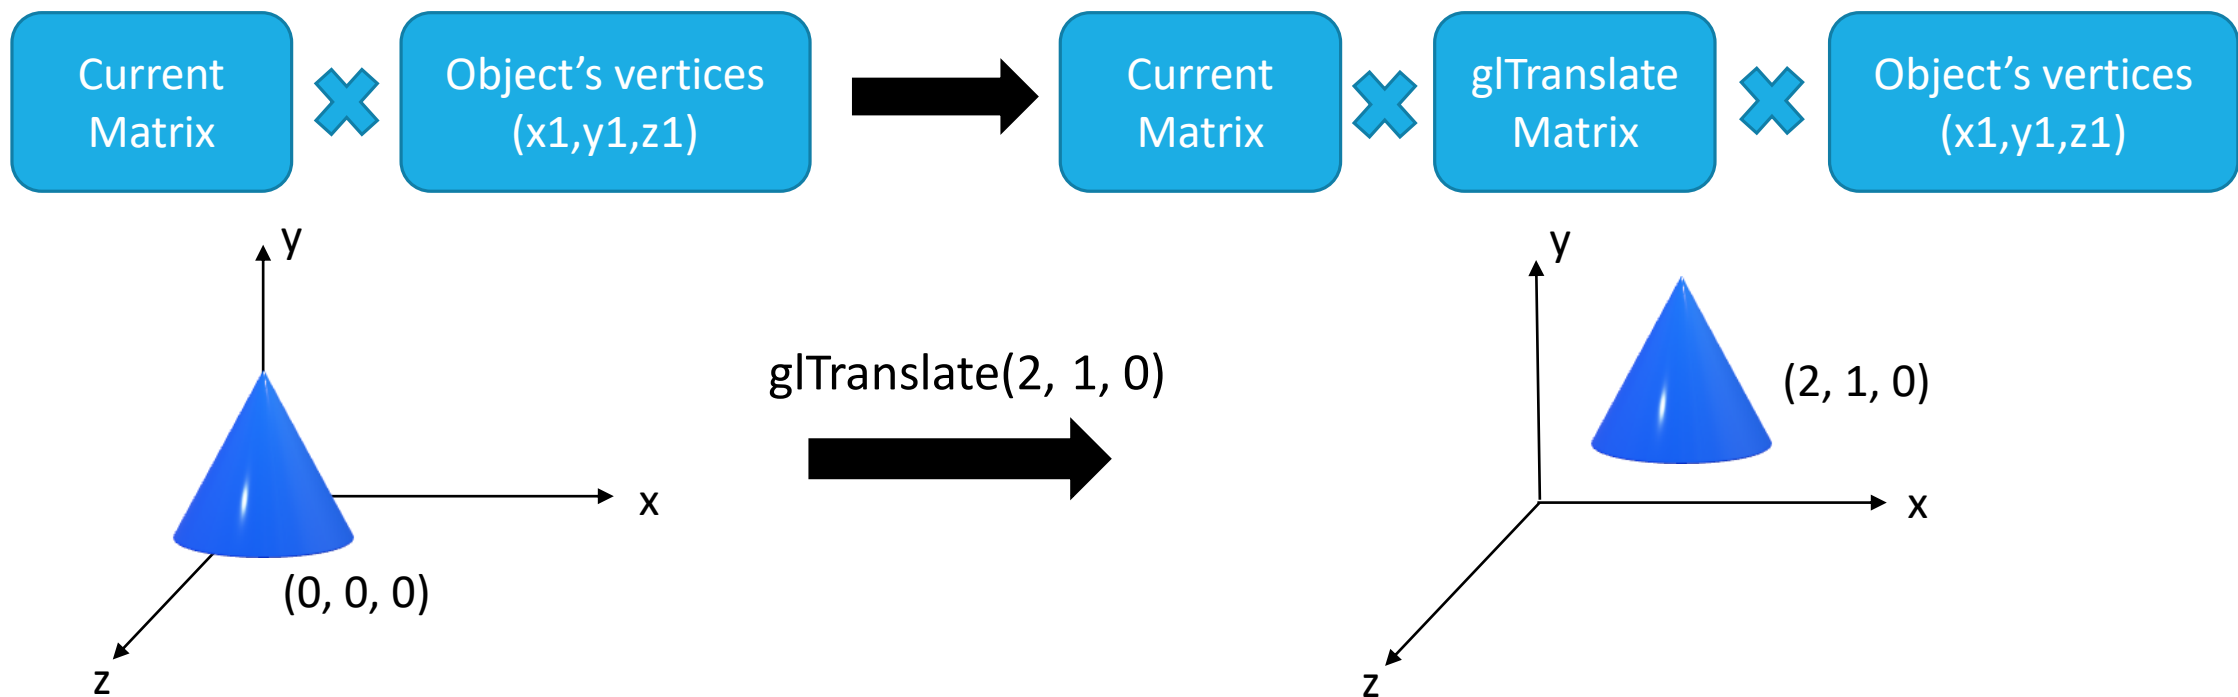 Current
Matrix
Object’s vertices
(x1,y1,z1)
Current
Matrix
glTranslate
Matrix
Object’s vertices
(x1,y1,z1)
y
x
z
(0, 0, 0)
glTranslate(2, 1, 0)
y
(2, 1, 0)
x
z